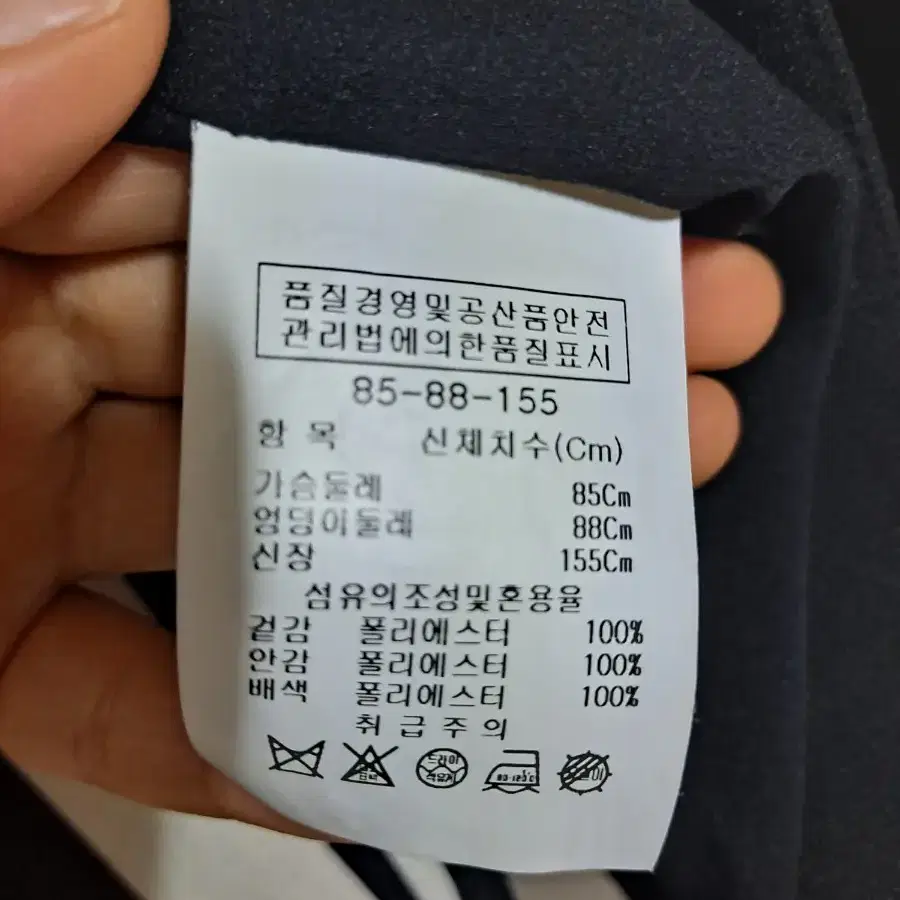 품질경영및공산품안전
관리법에의한품질표시
85-88-155
항 목 신체치수(Cm)
가슴둘레 85Cm
엉덩이둘레 88Cm
신장 155Cm
섬유의조성및혼용율
겉감 폴리에스터 100%
안감 폴리에스터 100%
배색 폴리에스터 100%
취 급 주 의
드라이